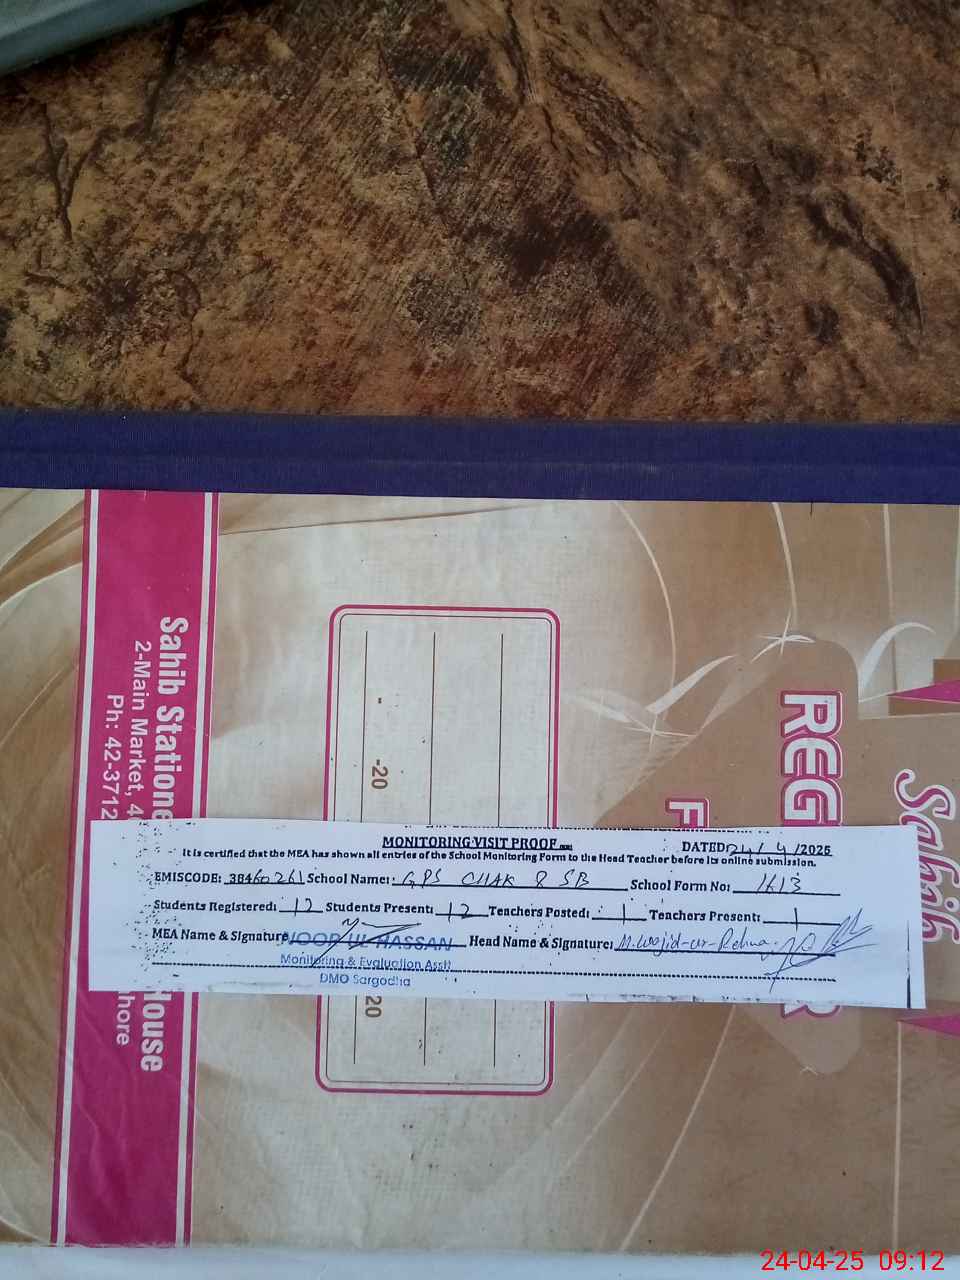 Sahib Statione House
2-Main Market, 4 hore
Ph: 42-3712
-
-20
20
REG R
F
Sahib
MONITORING VISIT PROOF DATED 24/4/2025
It is certified that the MEA has shown all entries of the School Monitoring Form to the Head Teacher before its online submission.
EMISCODE: 38460261 School Name: GPS CHAK 8 SB School Form No: 1613
Students Registered: 12 Students Present: 12 Teachers Posted: 1 Teachers Present: 1
MEA Name & Signature NOOR UL HASSAN Head Name & Signature: M. Wajid-ur-Rehma
Monitoring & Evaluation Asstt
DMO Sargodha
24-04-25 09:12